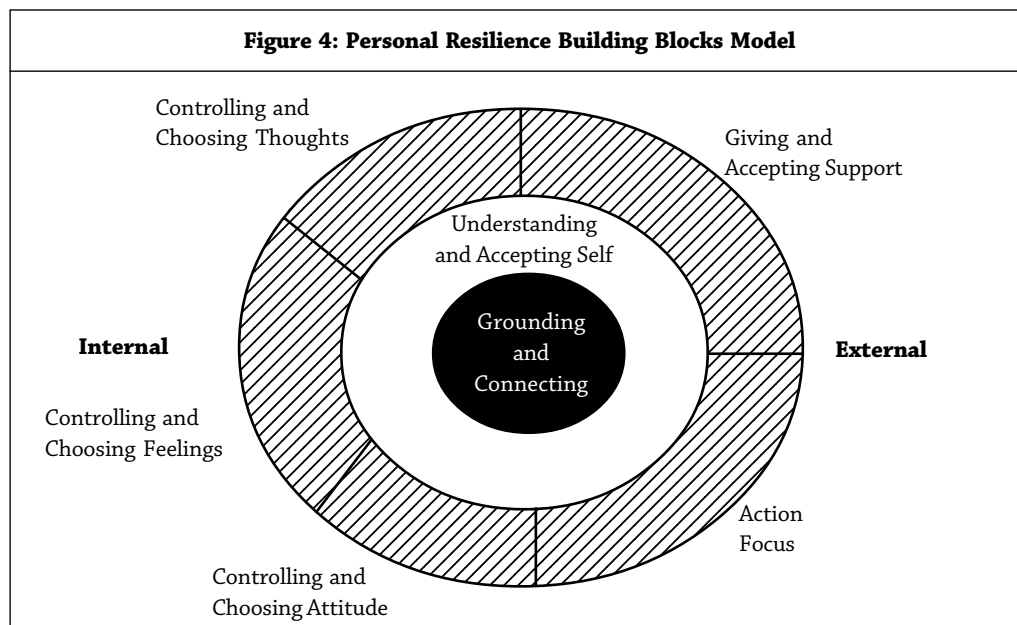 Figure 4: Personal Resilience Building Blocks Model
Controlling and
Choosing Thoughts
Giving and
Accepting Support
Understanding
and Accepting Self
Grounding
and
Connecting
Internal
External
Controlling and
Choosing Feelings
Action
Focus
Controlling and
Choosing Attitude